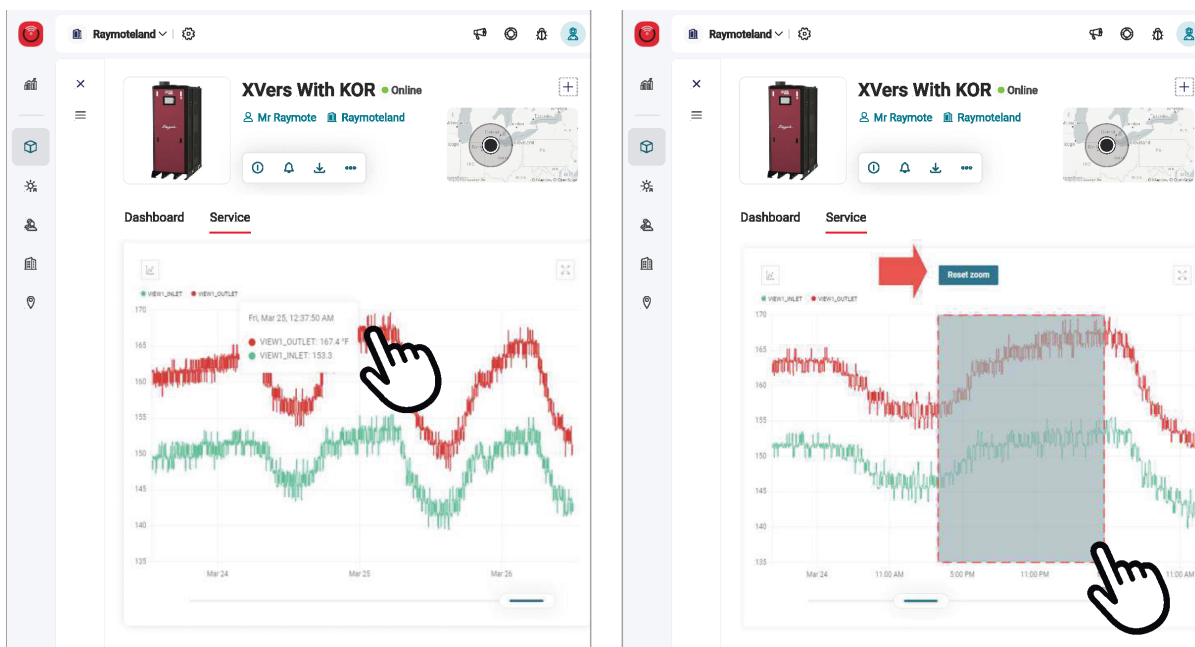 Raymoteland
XVers With KOR
Online
Mr Raymote
Raymoteland
Dashboard
Service
VIEW1_INLET
VIEW1_OUTLET
Fri, Mar 25, 12:37:50 AM
VIEW1_OUTLET: 167.4 °F
VIEW1_INLET: 153.3
170
165
160
155
150
145
140
135
Mar 24
Mar 25
Mar 26
Raymoteland
XVers With KOR
Online
Mr Raymote
Raymoteland
Dashboard
Service
Reset zoom
VIEW1_INLET
VIEW1_OUTLET
170
165
160
155
150
145
140
135
Mar 24
11:00 AM
5:00 PM
11:00 PM
11:00 AM